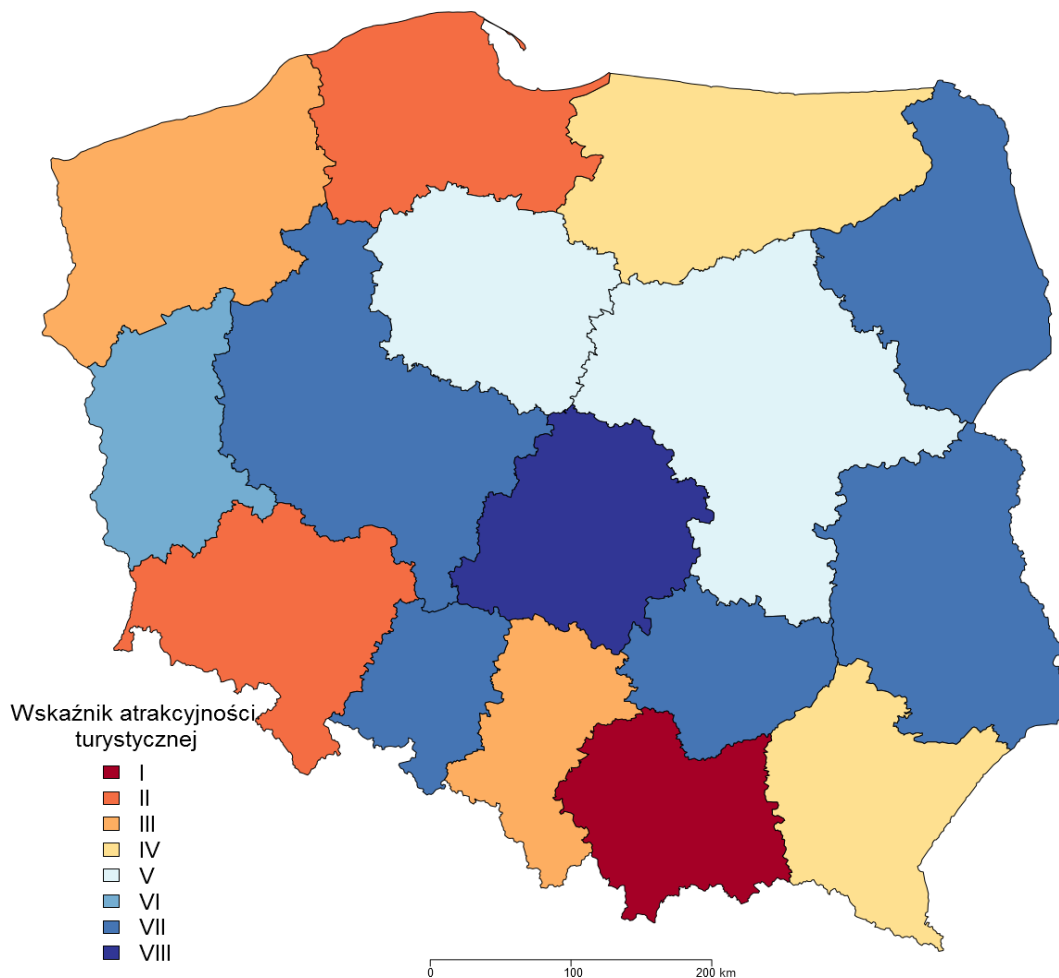 Wskaźnik atrakcyjności
turystycznej
I
II
III
IV
V
VI
VII
VIII
0 100 200 km